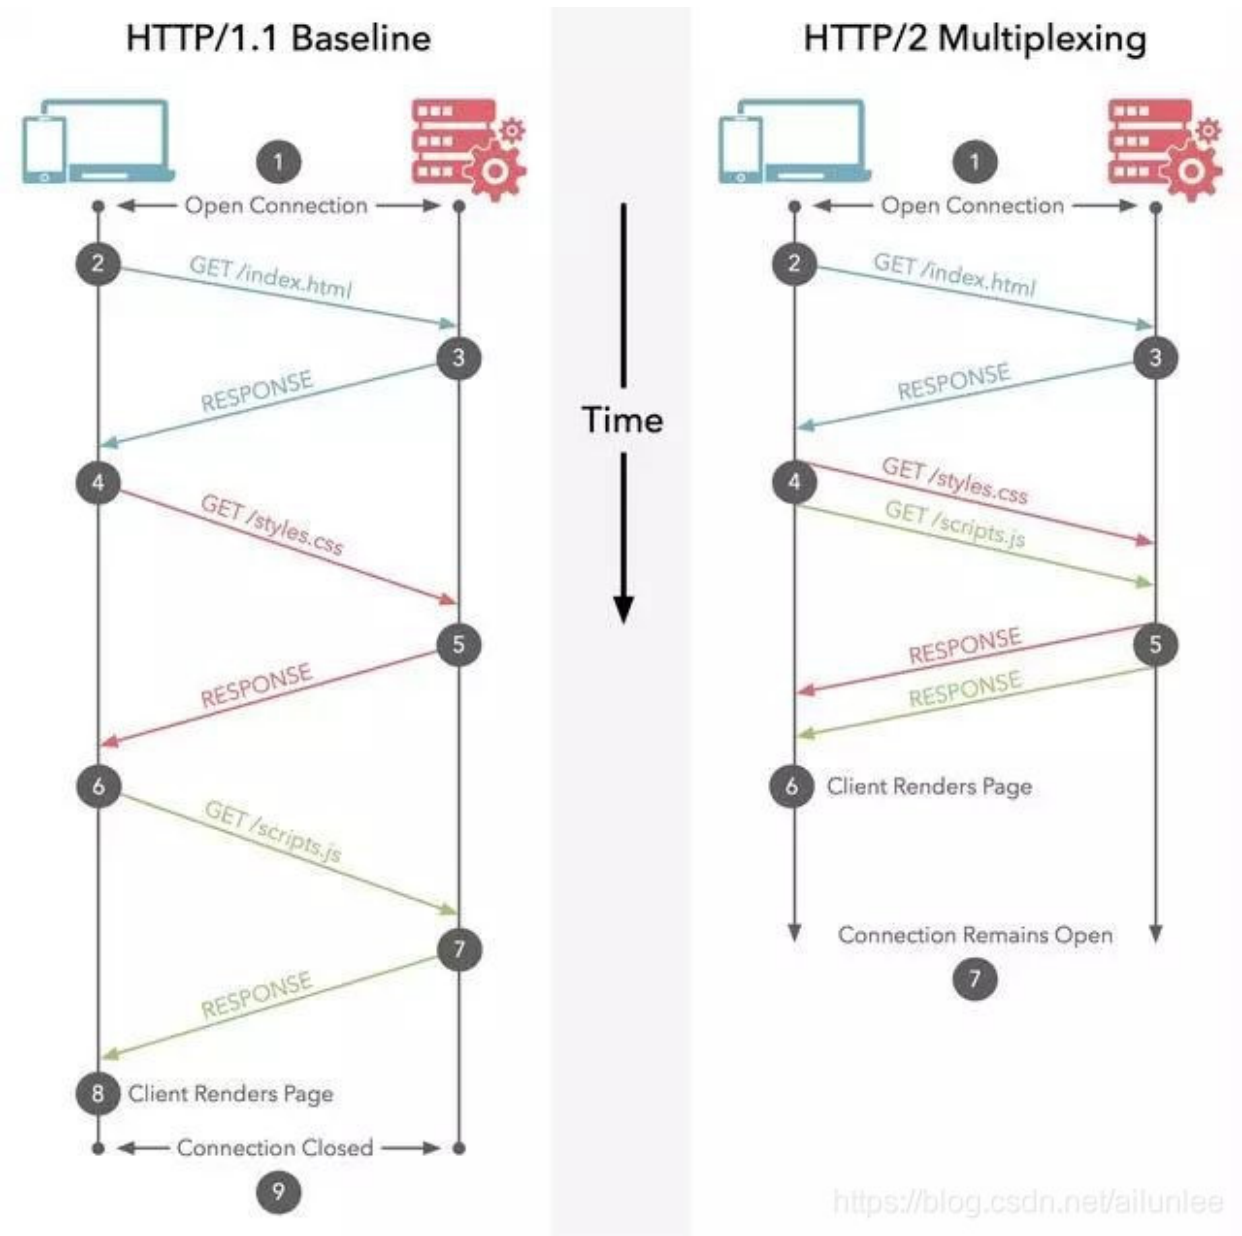 HTTP/1.1 Baseline
1
Open Connection
2
GET /index.html
3
RESPONSE
4
GET /styles.css
5
RESPONSE
6
GET /scripts.js
7
RESPONSE
8 Client Renders Page
Connection Closed
9
Time
HTTP/2 Multiplexing
1
Open Connection
2
GET /index.html
3
RESPONSE
4
GET /styles.css
GET /scripts.js
5
RESPONSE
RESPONSE
6 Client Renders Page
Connection Remains Open
7
https://blog.csdn.net/ailunlee